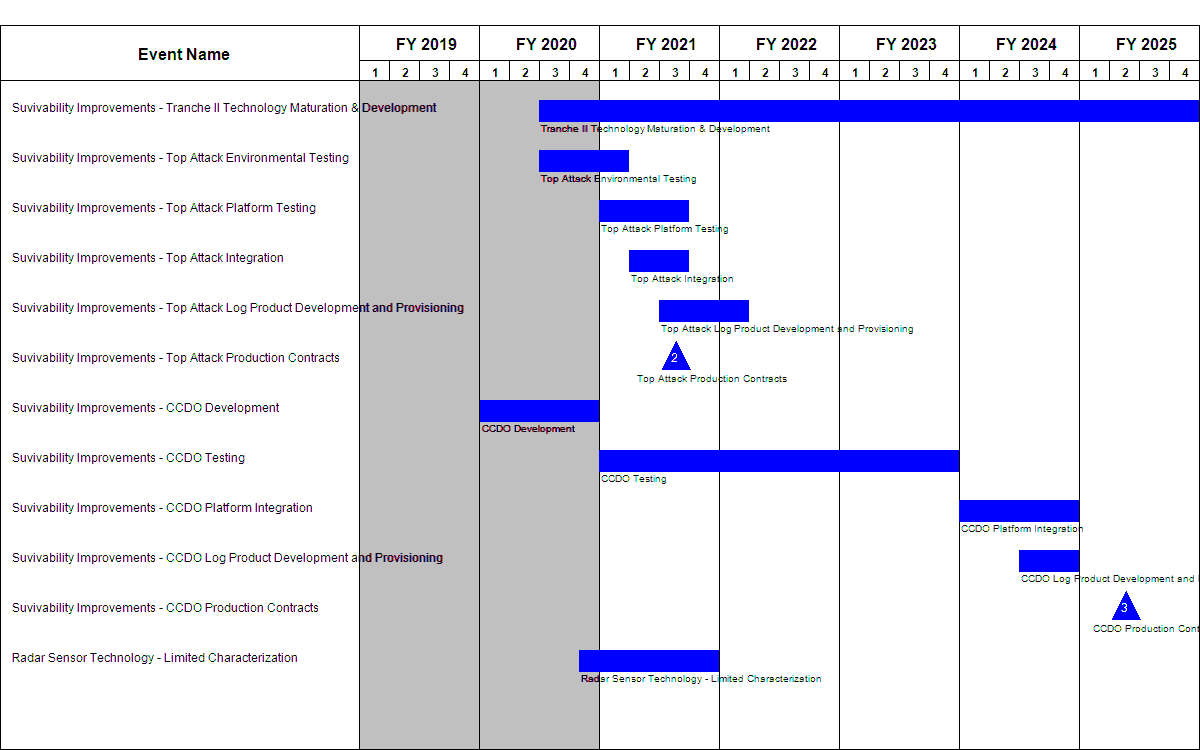 Event Name FY 2019 FY 2020 FY 2021 FY 2022 FY 2023 FY 2024 FY 2025
1 2 3 4 1 2 3 4 1 2 3 4 1 2 3 4 1 2 3 4 1 2 3 4 1 2 3 4
Suvivability Improvements - Tranche II Technology Maturation & Development
Tranche II Technology Maturation & Development
Suvivability Improvements - Top Attack Environmental Testing
Top Attack Environmental Testing
Suvivability Improvements - Top Attack Platform Testing
Top Attack Platform Testing
Suvivability Improvements - Top Attack Integration
Top Attack Integration
Suvivability Improvements - Top Attack Log Product Development and Provisioning
Top Attack Log Product Development and Provisioning
Suvivability Improvements - Top Attack Production Contracts
2
Top Attack Production Contracts
Suvivability Improvements - CCDO Development
CCDO Development
Suvivability Improvements - CCDO Testing
CCDO Testing
Suvivability Improvements - CCDO Platform Integration
CCDO Platform Integration
Suvivability Improvements - CCDO Log Product Development and Provisioning
CCDO Log Product Development and
Suvivability Improvements - CCDO Production Contracts
3
CCDO Production Cont
Radar Sensor Technology - Limited Characterization
Radar Sensor Technology - Limited Characterization